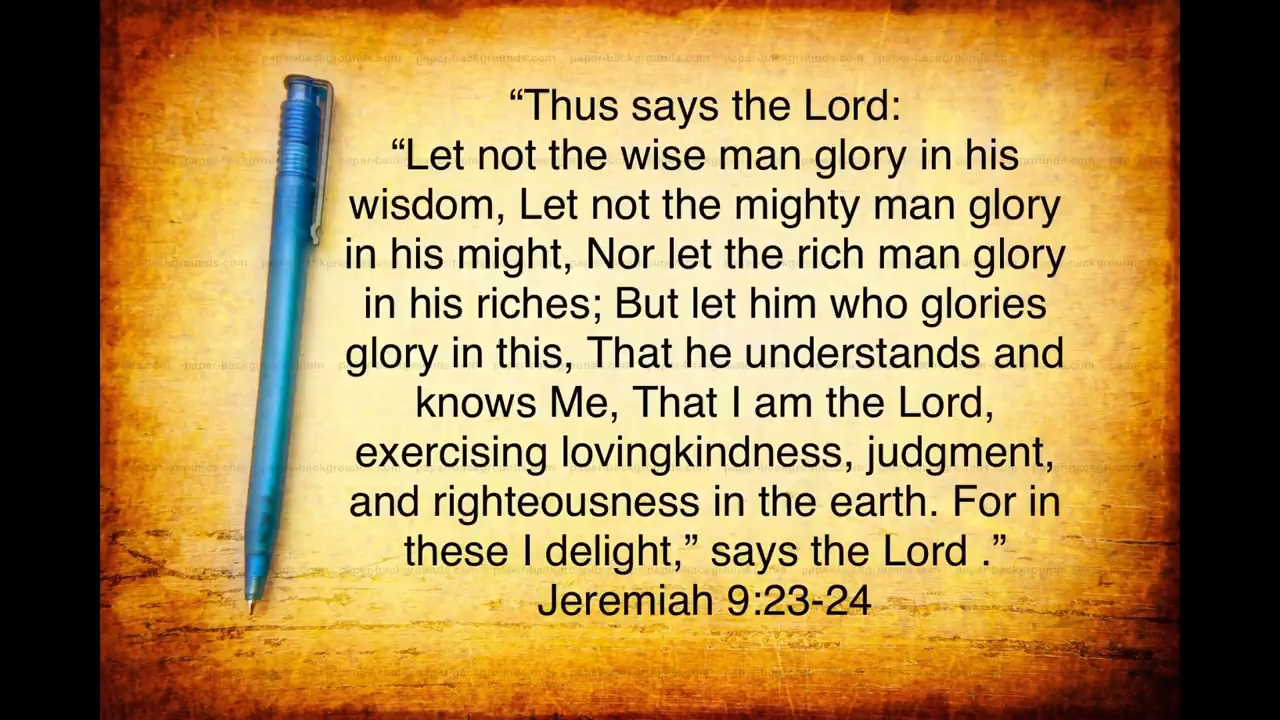 “Thus says the Lord:
“Let not the wise man glory in his
wisdom, Let not the mighty man glory
in his might, Nor let the rich man glory
in his riches; But let him who glories
glory in this, That he understands and
knows Me, That I am the Lord,
exercising lovingkindness, judgment,
and righteousness in the earth. For in
these I delight,” says the Lord .”
Jeremiah 9:23-24